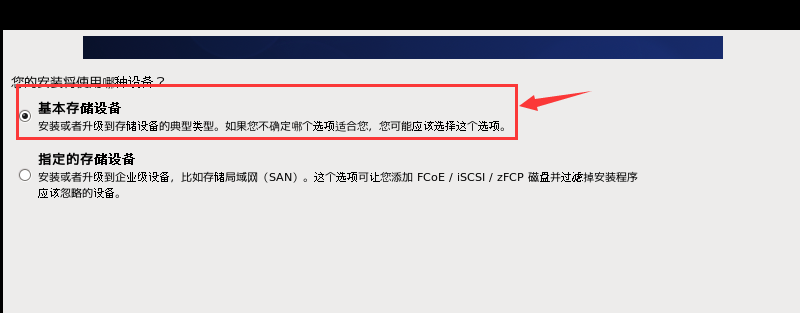 您的安装将使用哪种设备？
基本存储设备
安装或者升级到存储设备的典型类型。如果您不确定哪个选项适合您，您可能应该选择这个选项。
指定的存储设备
安装或者升级到企业级设备，比如存储局域网（SAN）。这个选项可让您添加 FCoE / iSCSI / zFCP 磁盘并过滤掉安装程序
应该忽略的设备。